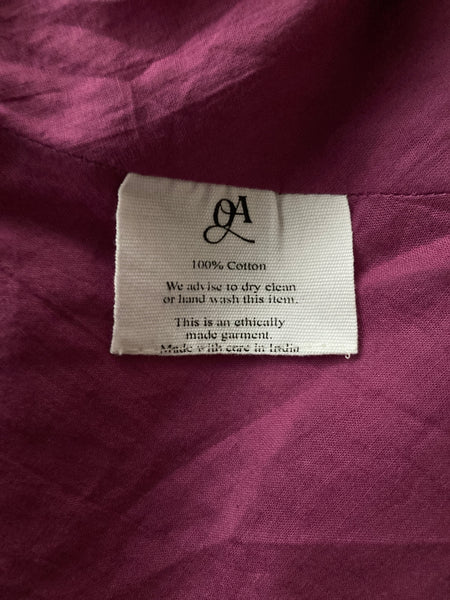 QA
100% Cotton
We advise to dry clean
or hand wash this item.
This is an ethically
made garment.
Made with care in India